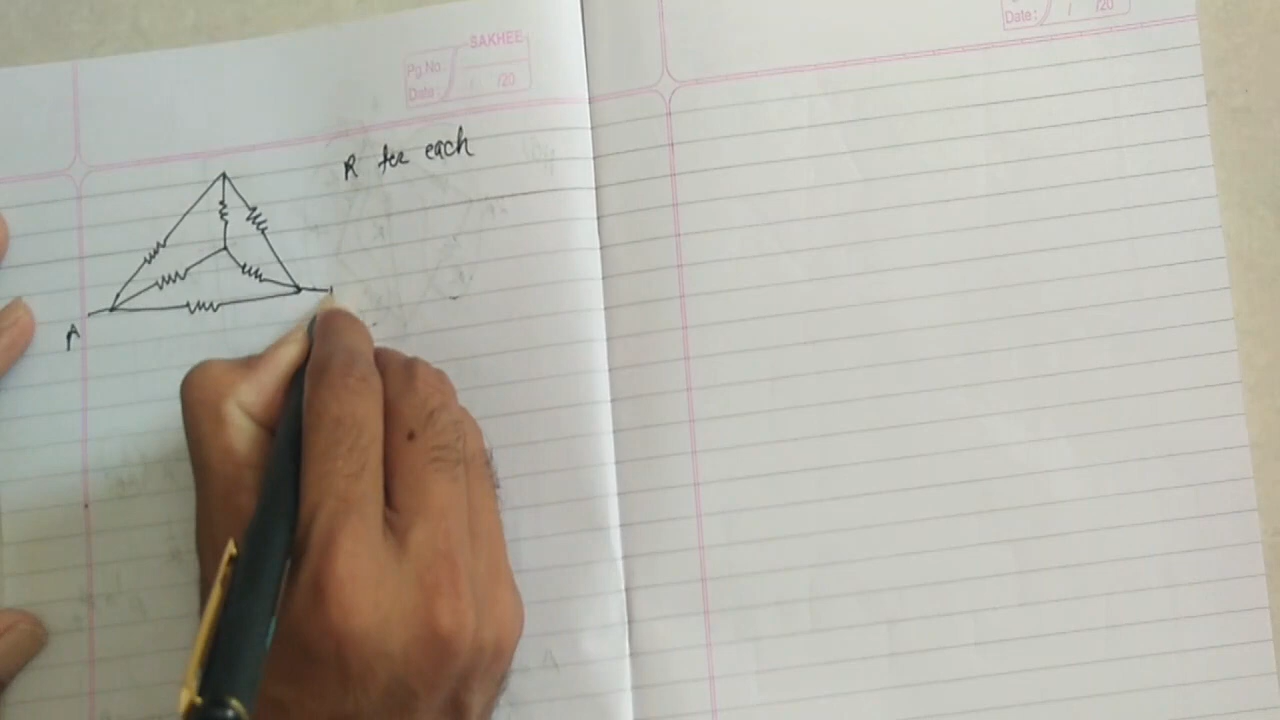 SAKHEE
Pg.No.
Date: / /20
Date: / /20
R for each
A